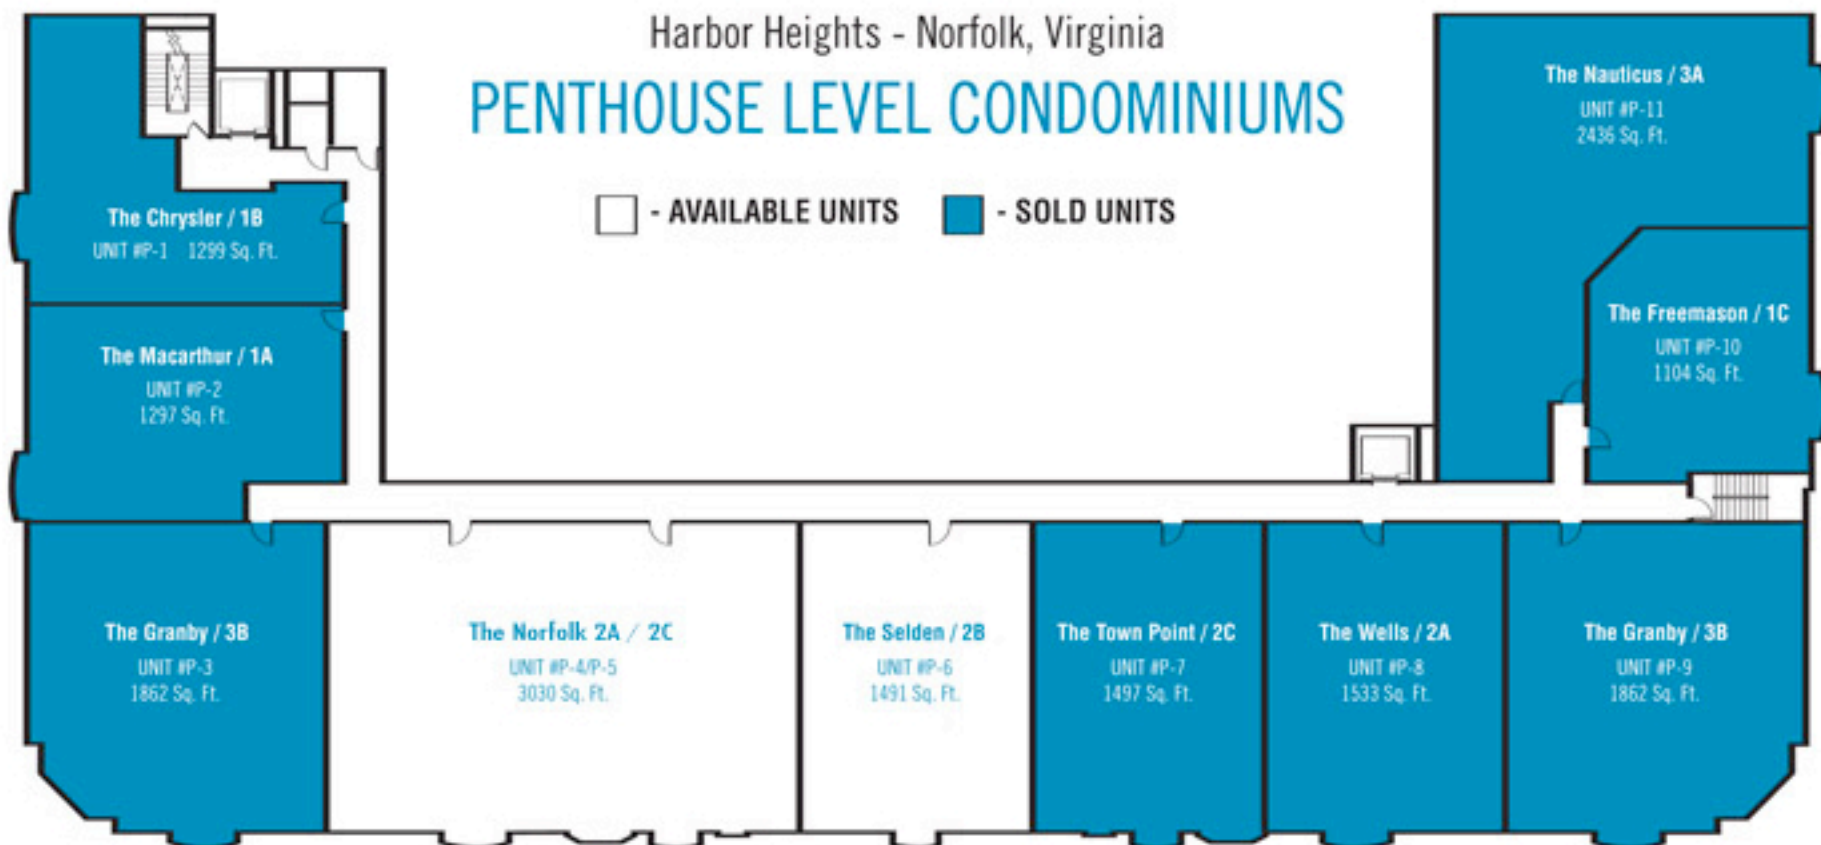 Harbor Heights - Norfolk, Virginia
PENTHOUSE LEVEL CONDOMINIUMS
- AVAILABLE UNITS
- SOLD UNITS
The Chrysler / 1B
UNIT #P-1 1299 Sq. Ft.
The Macarthur / 1A
UNIT #P-2
1297 Sq. Ft.
The Granby / 3B
UNIT #P-3
1862 Sq. Ft.
The Norfolk 2A / 2C
UNIT #P-4/P-5
3030 Sq. Ft.
The Selden / 2B
UNIT #P-6
1491 Sq. Ft.
The Town Point / 2C
UNIT #P-7
1497 Sq. Ft.
The Wells / 2A
UNIT #P-8
1533 Sq. Ft.
The Granby / 3B
UNIT #P-9
1862 Sq. Ft.
The Freemason / 1C
UNIT #P-10
1104 Sq. Ft.
The Nauticus / 3A
UNIT #P-11
2436 Sq. Ft.